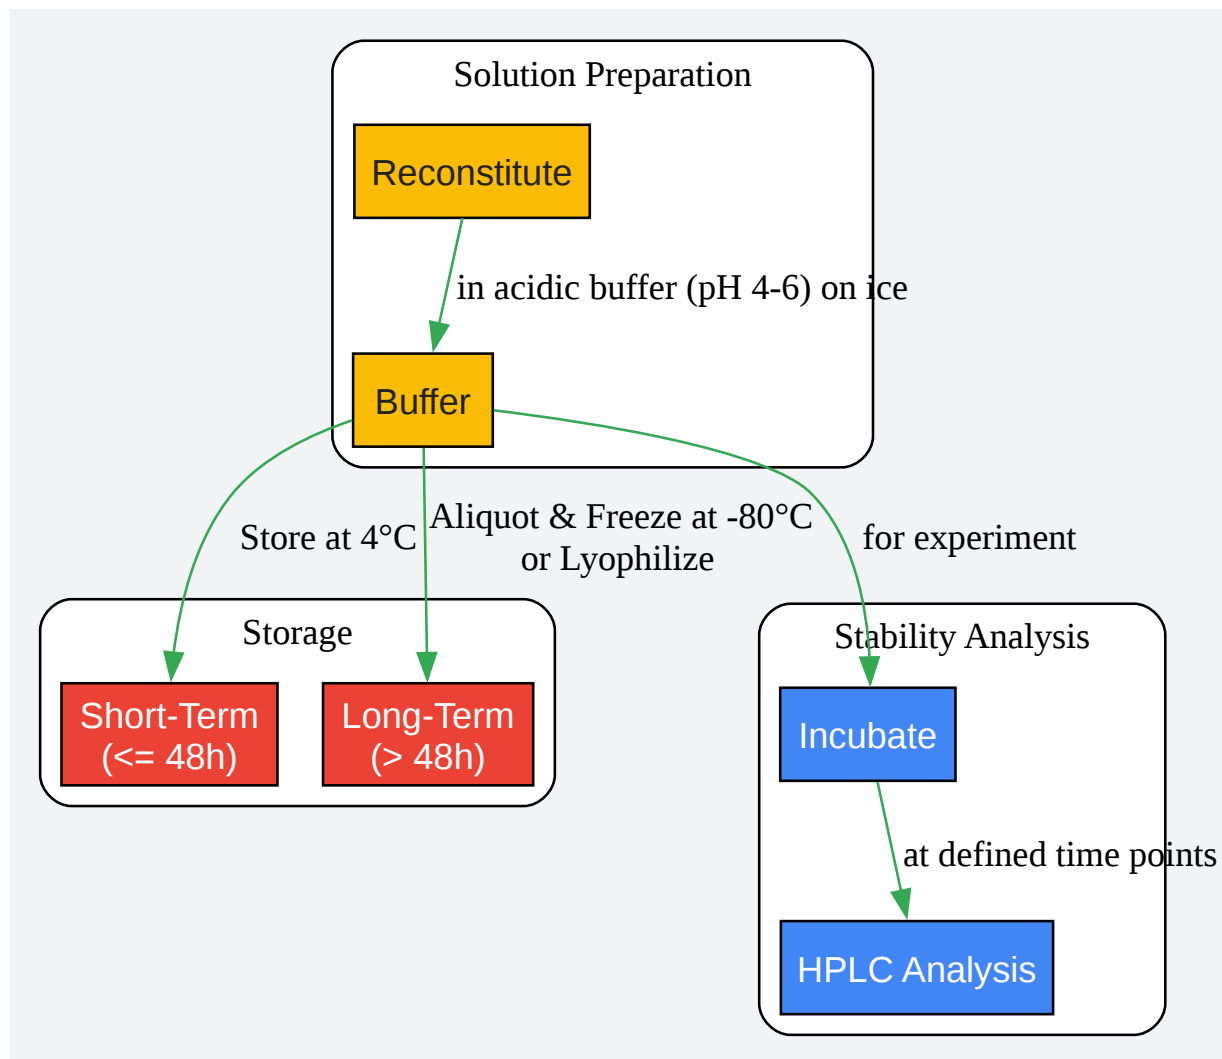 Solution Preparation
Reconstitute
in acidic buffer (pH 4-6) on ice
Buffer
Store at 4°C
Aliquot & Freeze at -80°C
or Lyophilize
for experiment
Storage
Short-Term
(<= 48h)
Long-Term
(> 48h)
Stability Analysis
Incubate
at defined time points
HPLC Analysis